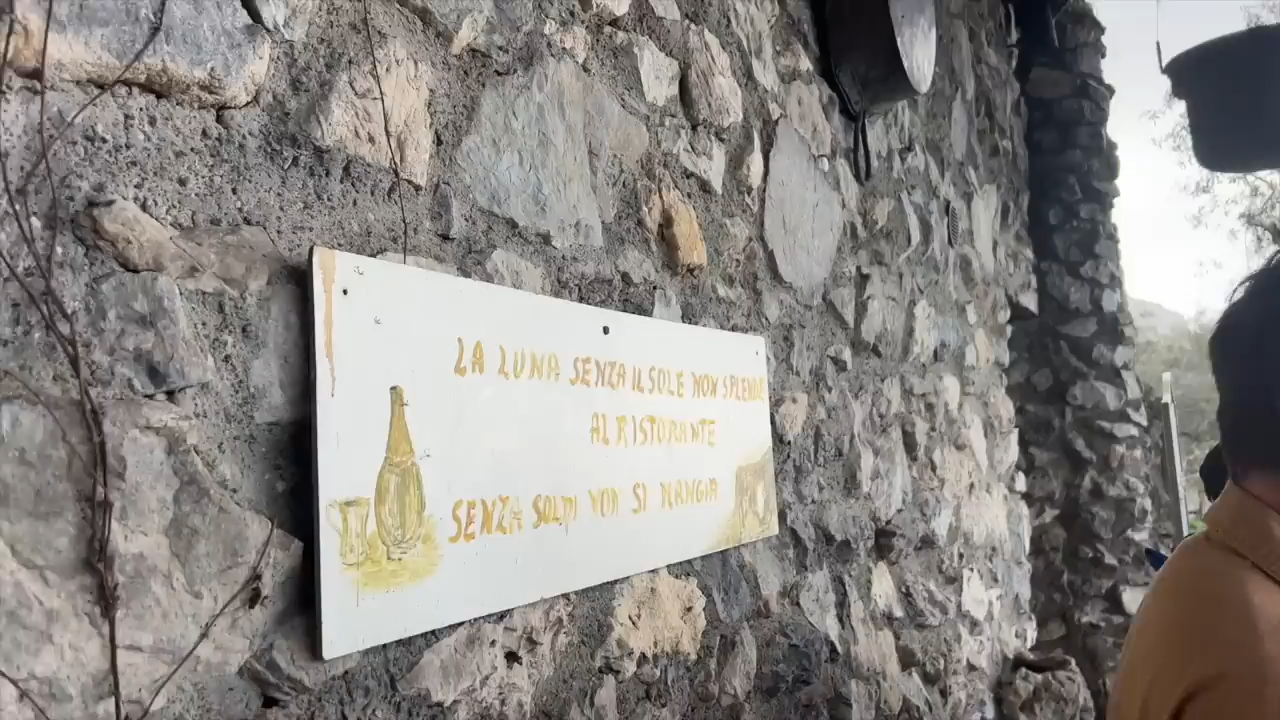 LA LUNA SENZA IL SOLE NON SPLENDE
AL RISTORANTE
SENZA SOLDI NON SI MANGIA